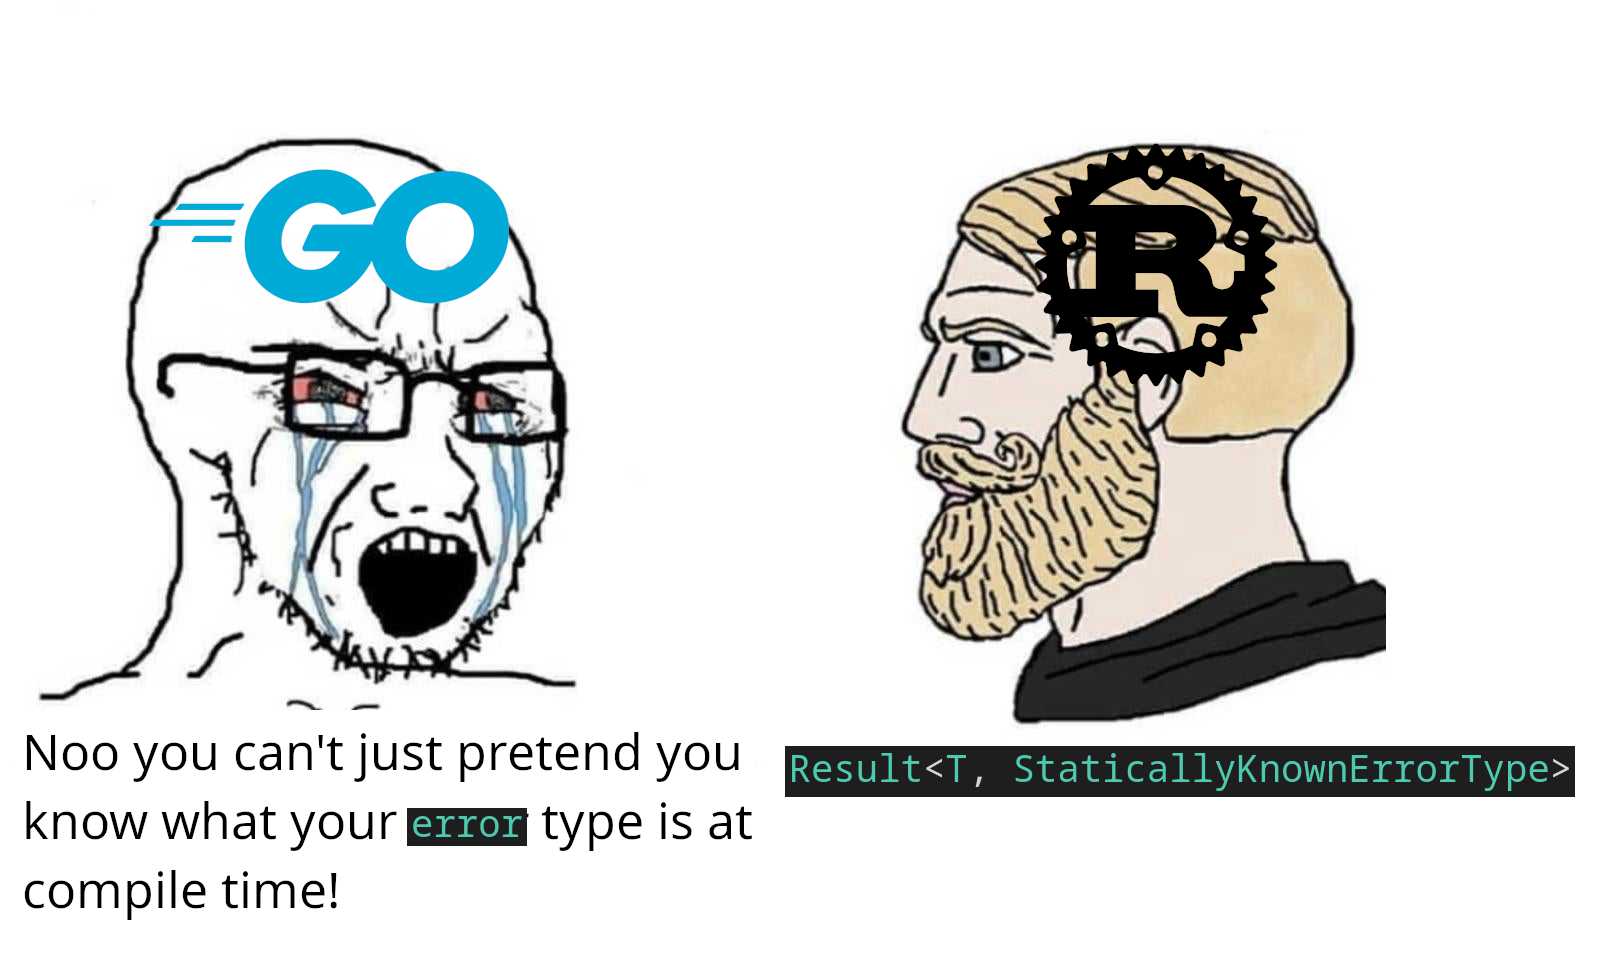 GO
R
Noo you can't just pretend you
know what your error type is at
compile time!
Result<T, StaticallyKnownErrorType>